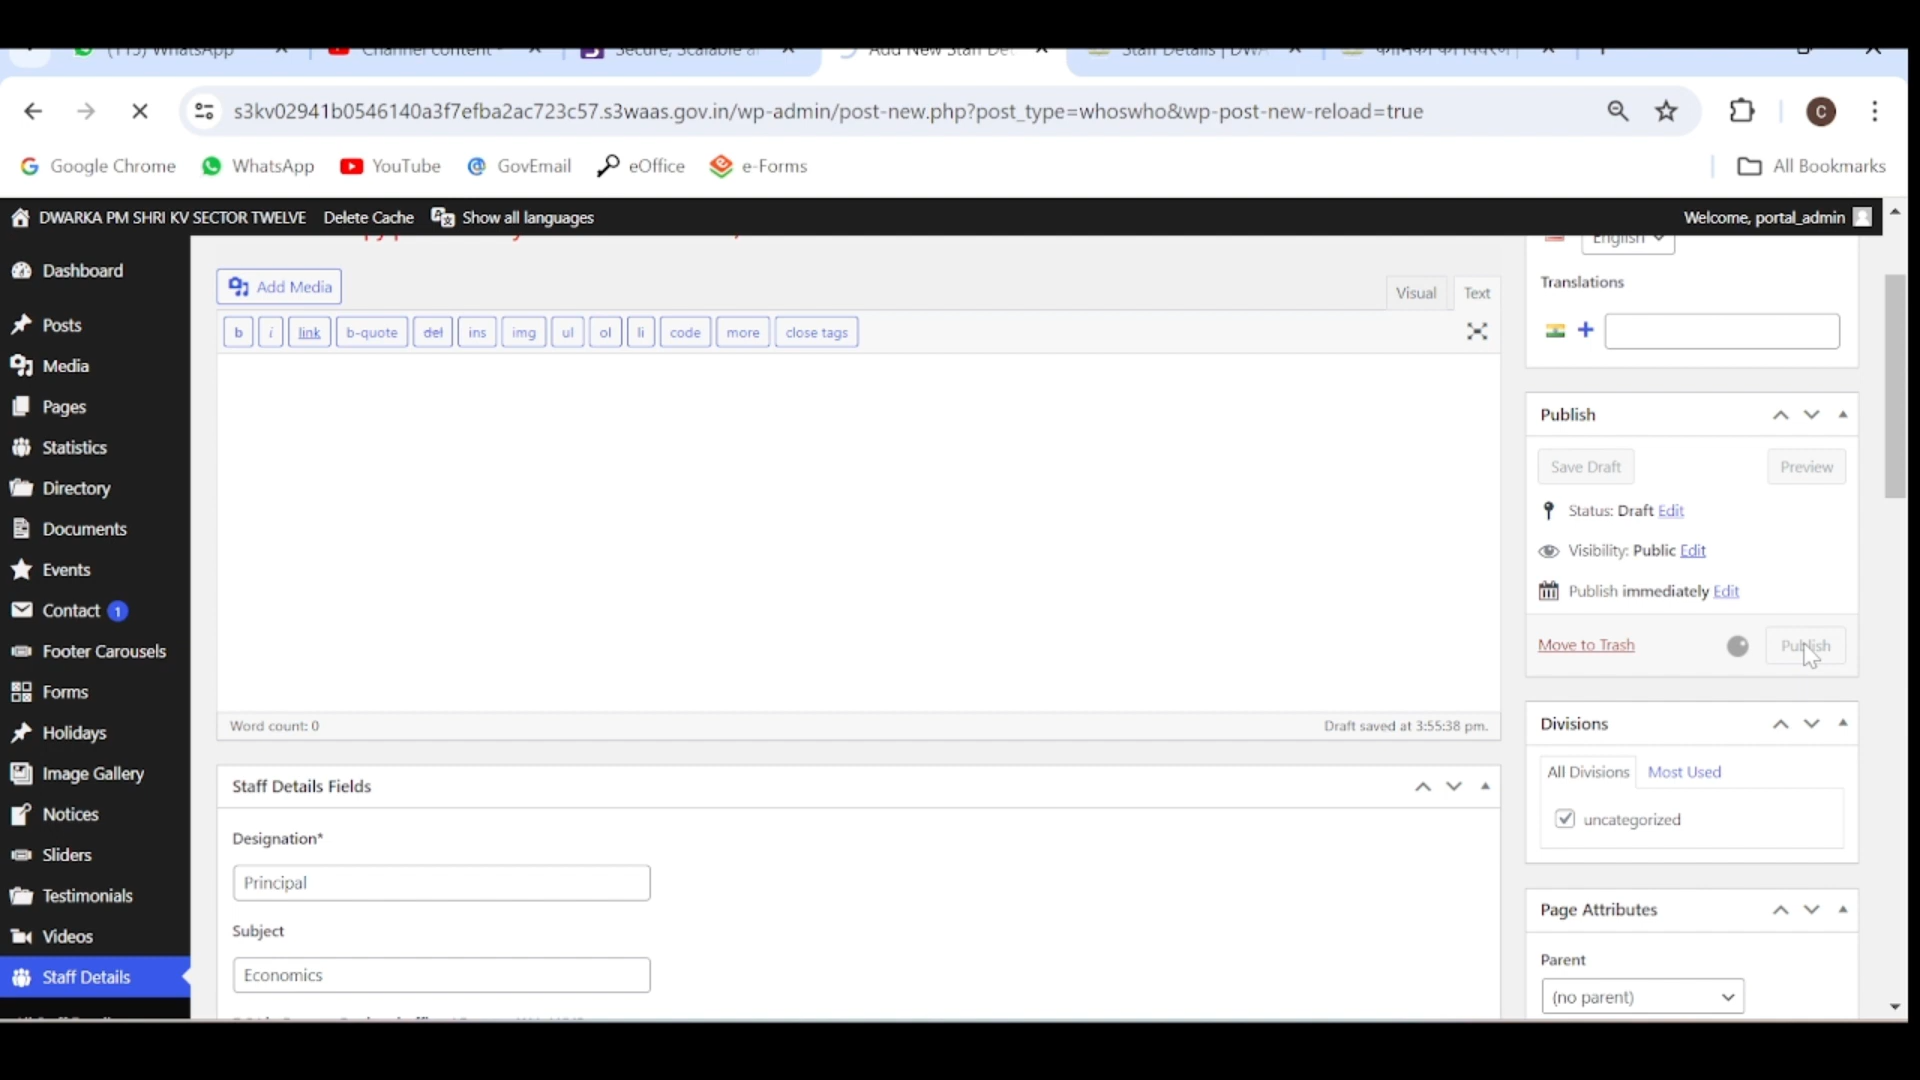 (115) WhatsApp
Channel content
Secure, Scalable a
Add New Staff Det
Staff Details | DWA
s3kv02941b0546140a3f7efba2ac723c57.s3waas.gov.in/wp-admin/post-new.php?post_type=whoswho&wp-post-new-reload=true
C
Google Chrome
WhatsApp
YouTube
GovEmail
eOffice
e-Forms
All Bookmarks
DWARKA PM SHRI KV SECTOR TWELVE
Delete Cache
Show all languages
Welcome, portal_admin
Dashboard
Posts
Media
Pages
Statistics
Directory
Documents
Events
Contact 1
Footer Carousels
Forms
Holidays
Image Gallery
Notices
Sliders
Testimonials
Videos
Staff Details
Add Media
Visual
Text
b
i
link
b-quote
del
ins
img
ul
ol
li
code
more
close tags
Word count: 0
Draft saved at 3:55:38 pm.
Staff Details Fields
Designation*
Principal
Subject
Economics
English
Translations
Publish
Save Draft
Preview
Status: Draft Edit
Visibility: Public Edit
Publish immediately Edit
Move to Trash
Publish
Divisions
All Divisions
Most Used
uncategorized
Page Attributes
Parent
(no parent)